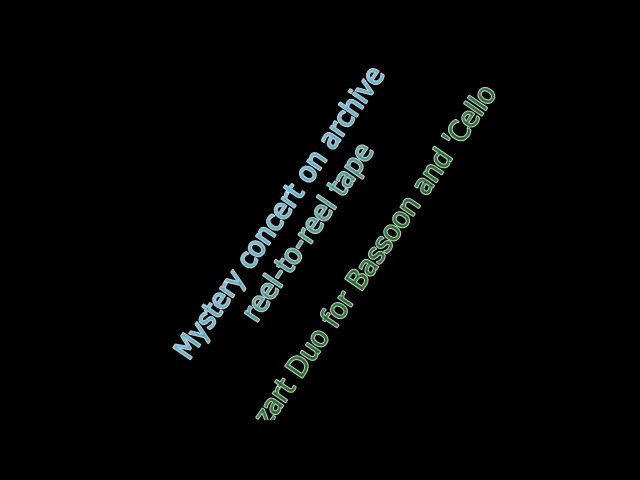 Mystery concert on archive
reel-to-reel tape
zart Duo for Bassoon and 'Cello